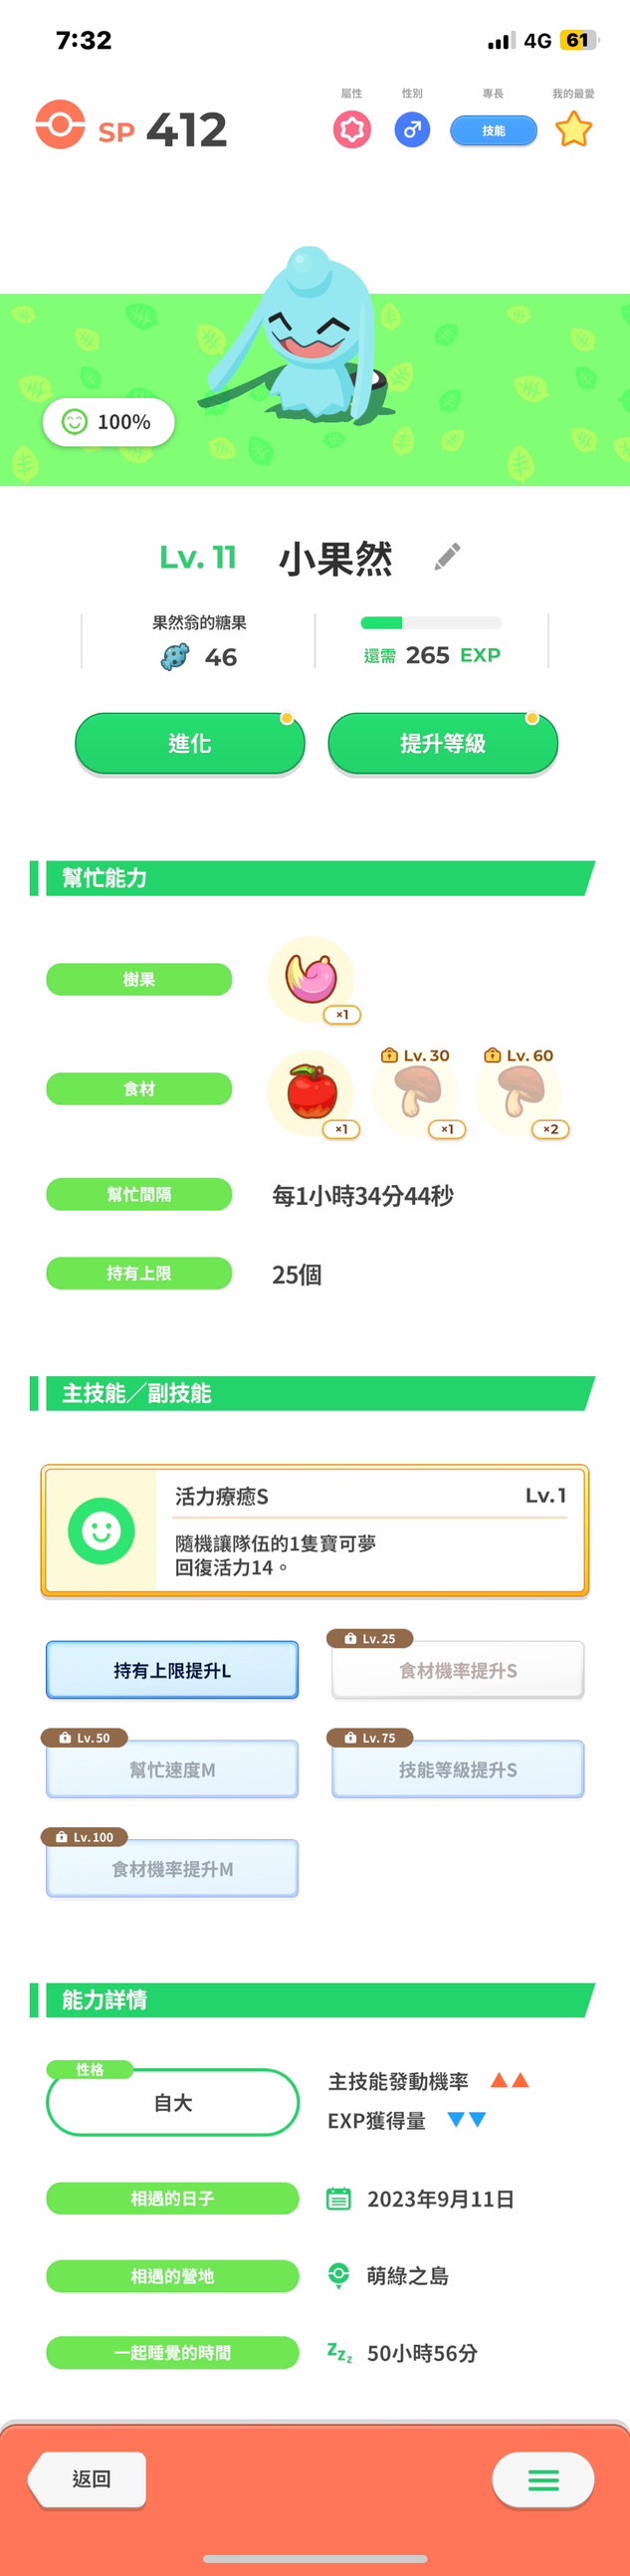 7:32
4G 61
屬性 性別 專長 我的最愛
SP 412
技能
100%
Lv. 11 小果然
果然翁的糖果
46
還需 265 EXP
進化
提升等級
幫忙能力
樹果
×1
Lv. 30
Lv. 60
食材
×1
×1
×2
幫忙間隔
每1小時34分44秒
持有上限
25個
主技能／副技能
活力療癒S
Lv. 1
隨機讓隊伍的1隻寶可夢
回復活力14。
持有上限提升L
Lv. 25
食材機率提升S
Lv. 50
幫忙速度M
Lv. 75
技能等級提升S
Lv. 100
食材機率提升M
能力詳情
性格
自大
主技能發動機率
EXP獲得量
相遇的日子
2023年9月11日
相遇的營地
萌綠之島
一起睡覺的時間
zzz 50小時56分
返回